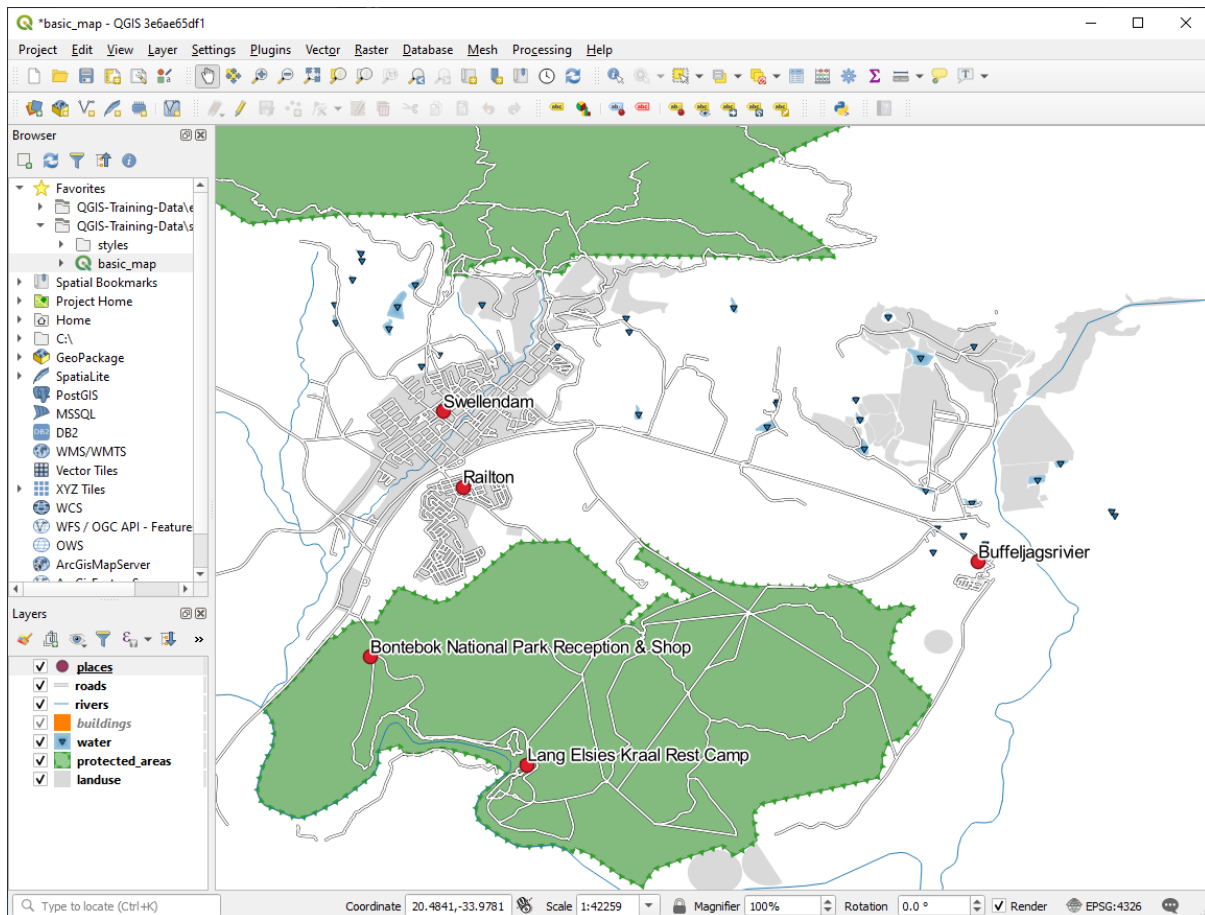 *basic_map - QGIS 3e6ae65df1
Project Edit View Layer Settings Plugins Vector Raster Database Mesh Processing Help
Browser
Favorites
QGIS-Training-Data\e
QGIS-Training-Data\s
styles
basic_map
Spatial Bookmarks
Project Home
Home
C:\
GeoPackage
SpatiaLite
PostGIS
MSSQL
DB2
WMS/WMTS
Vector Tiles
XYZ Tiles
WCS
WFS / OGC API - Feature
OWS
ArcGisMapServer
Layers
places
roads
rivers
buildings
water
protected_areas
landuse
Swellendam
Railton
Buffeljagsrivier
Bontebok National Park Reception & Shop
Lang Elsies Kraal Rest Camp
Type to locate (Ctrl+K) Coordinate 20.4841,-33.9781 Scale 1:42259 Magnifier 100% Rotation 0.0 ° Render EPSG:4326